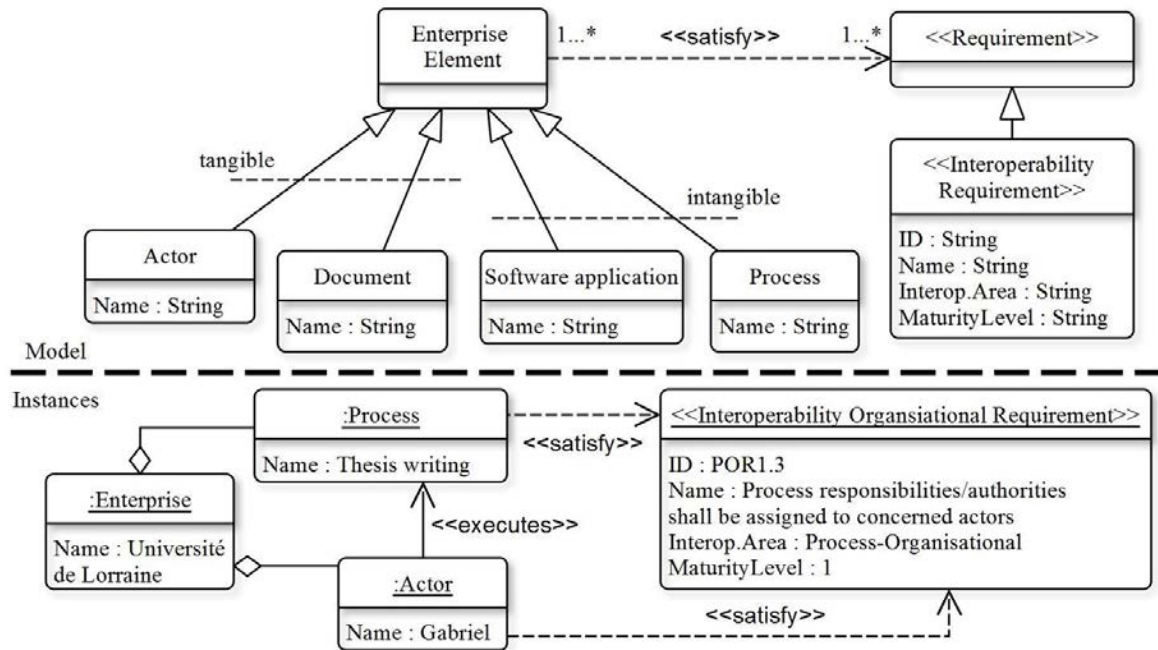 Enterprise
Element
1...*
<<satisfy>>
1...*
<<Requirement>>
tangible
intangible
<<Interoperability
Requirement>>
ID : String
Name : String
Interop.Area : String
MaturityLevel : String
Actor
Name : String
Document
Name : String
Software application
Name : String
Process
Name : String
Model
Instances
:Process
Name : Thesis writing
<<satisfy>>
<<Interoperability Organsiational Requirement>>
ID : POR1.3
Name : Process responsibilities/authorities
shall be assigned to concerned actors
Interop.Area : Process-Organisational
MaturityLevel : 1
:Enterprise
Name : Université
de Lorraine
<<executes>>
:Actor
Name : Gabriel
<<satisfy>>